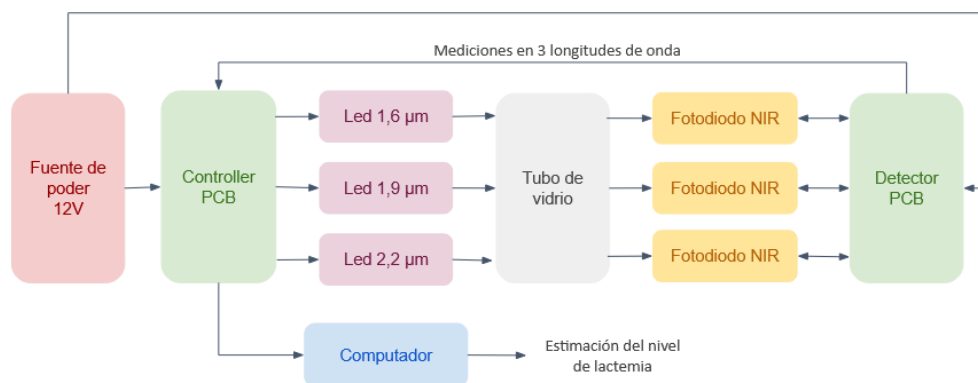 Mediciones en 3 longitudes de onda
Fuente de
poder
12V
Controller
PCB
Led 1,6 μm
Led 1,9 μm
Led 2,2 μm
Tubo de
vidrio
Fotodiodo NIR
Fotodiodo NIR
Fotodiodo NIR
Detector
PCB
Computador
Estimación del nivel
de lactemia